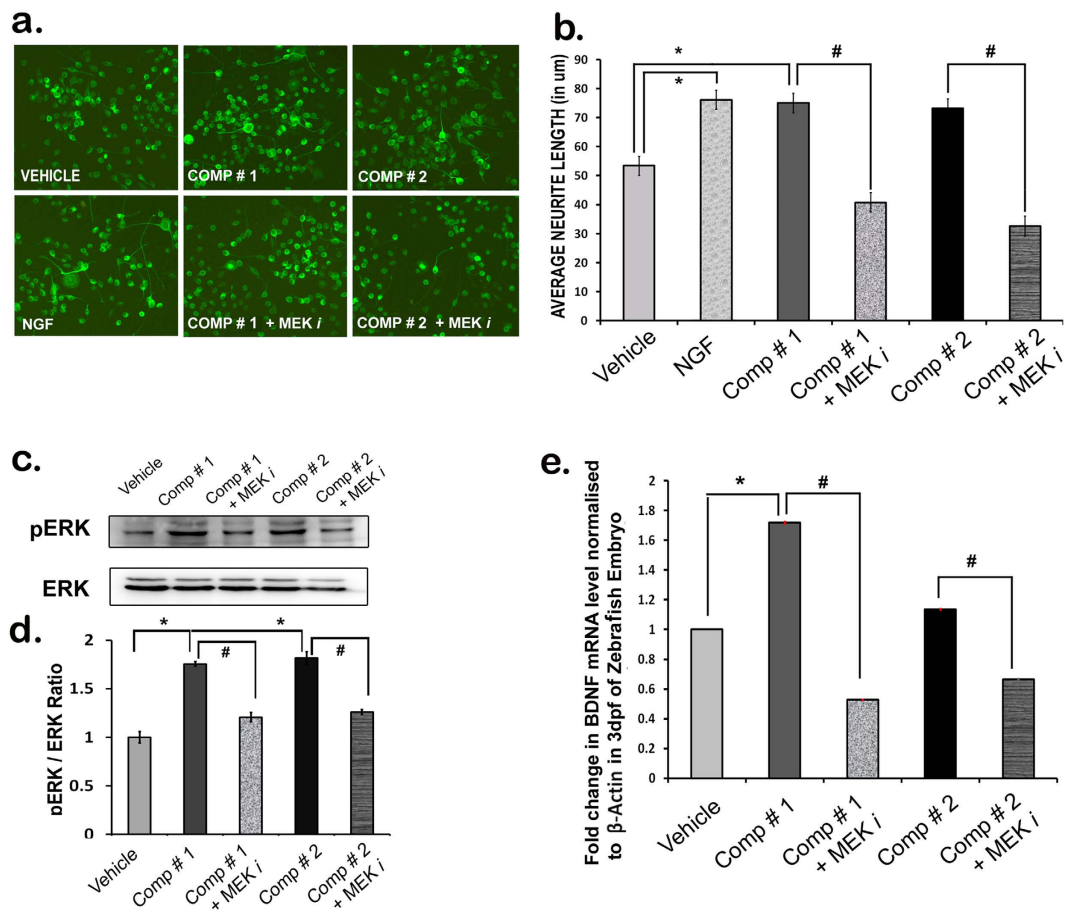 a.
VEHICLE
COMP # 1
COMP # 2
NGF
COMP # 1 + MEK i
COMP # 2 + MEK i
b.
AVERAGE NEURITE LENGTH (in um)
90
80
70
60
50
40
30
20
10
0
*
*
#
#
Vehicle
NGF
Comp # 1
Comp # 1
+ MEK i
Comp # 2
Comp # 2
+ MEK i
c.
Vehicle
Comp # 1
Comp # 1
+ MEK i
Comp # 2
Comp # 2
+ MEK i
pERK
ERK
d.
pERK / ERK Ratio
2
1.5
1
0.5
0
*
*
#
#
Vehicle
Comp # 1
Comp # 1
+ MEK i
Comp # 2
Comp # 2
+ MEK i
e.
Fold change in BDNF mRNA level normalised
to β-Actin in 3dpf of Zebrafish Embryo
2
1.8
1.6
1.4
1.2
1
0.8
0.6
0.4
0.2
0
*
#
#
Vehicle
Comp # 1
Comp # 1
+ MEK i
Comp # 2
Comp # 2
+ MEK i